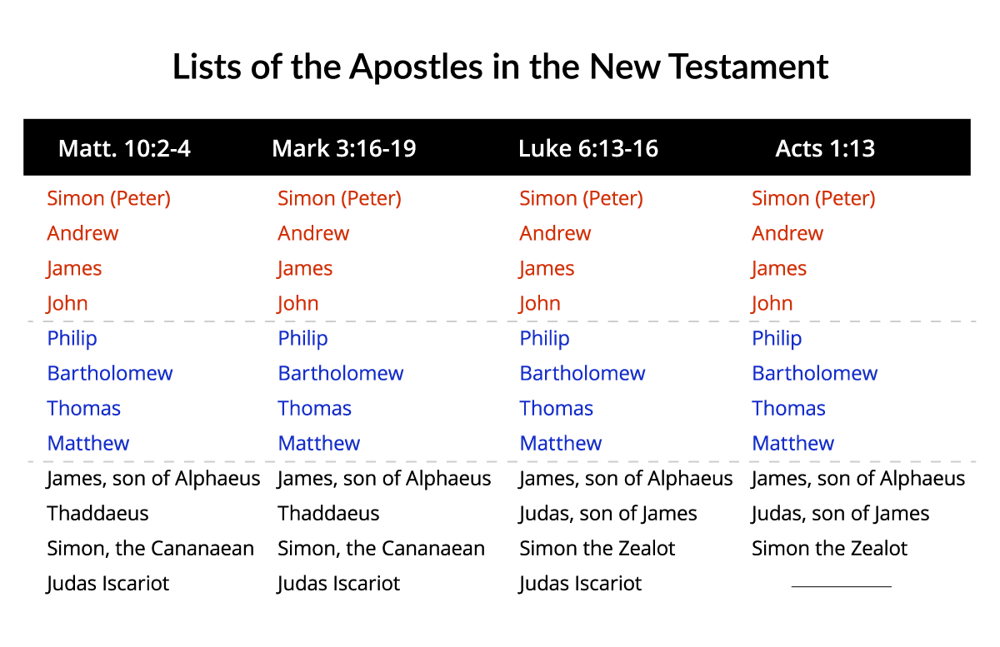 Lists of the Apostles in the New Testament
Matt. 10:2-4 Mark 3:16-19 Luke 6:13-16 Acts 1:13
Simon (Peter) Simon (Peter) Simon (Peter) Simon (Peter)
Andrew Andrew Andrew Andrew
James James James James
John John John John
Philip Philip Philip Philip
Bartholomew Bartholomew Bartholomew Bartholomew
Thomas Thomas Thomas Thomas
Matthew Matthew Matthew Matthew
James, son of Alphaeus James, son of Alphaeus James, son of Alphaeus James, son of Alphaeus
Thaddaeus Thaddaeus Judas, son of James Judas, son of James
Simon, the Cananaean Simon, the Cananaean Simon the Zealot Simon the Zealot
Judas Iscariot Judas Iscariot Judas Iscariot